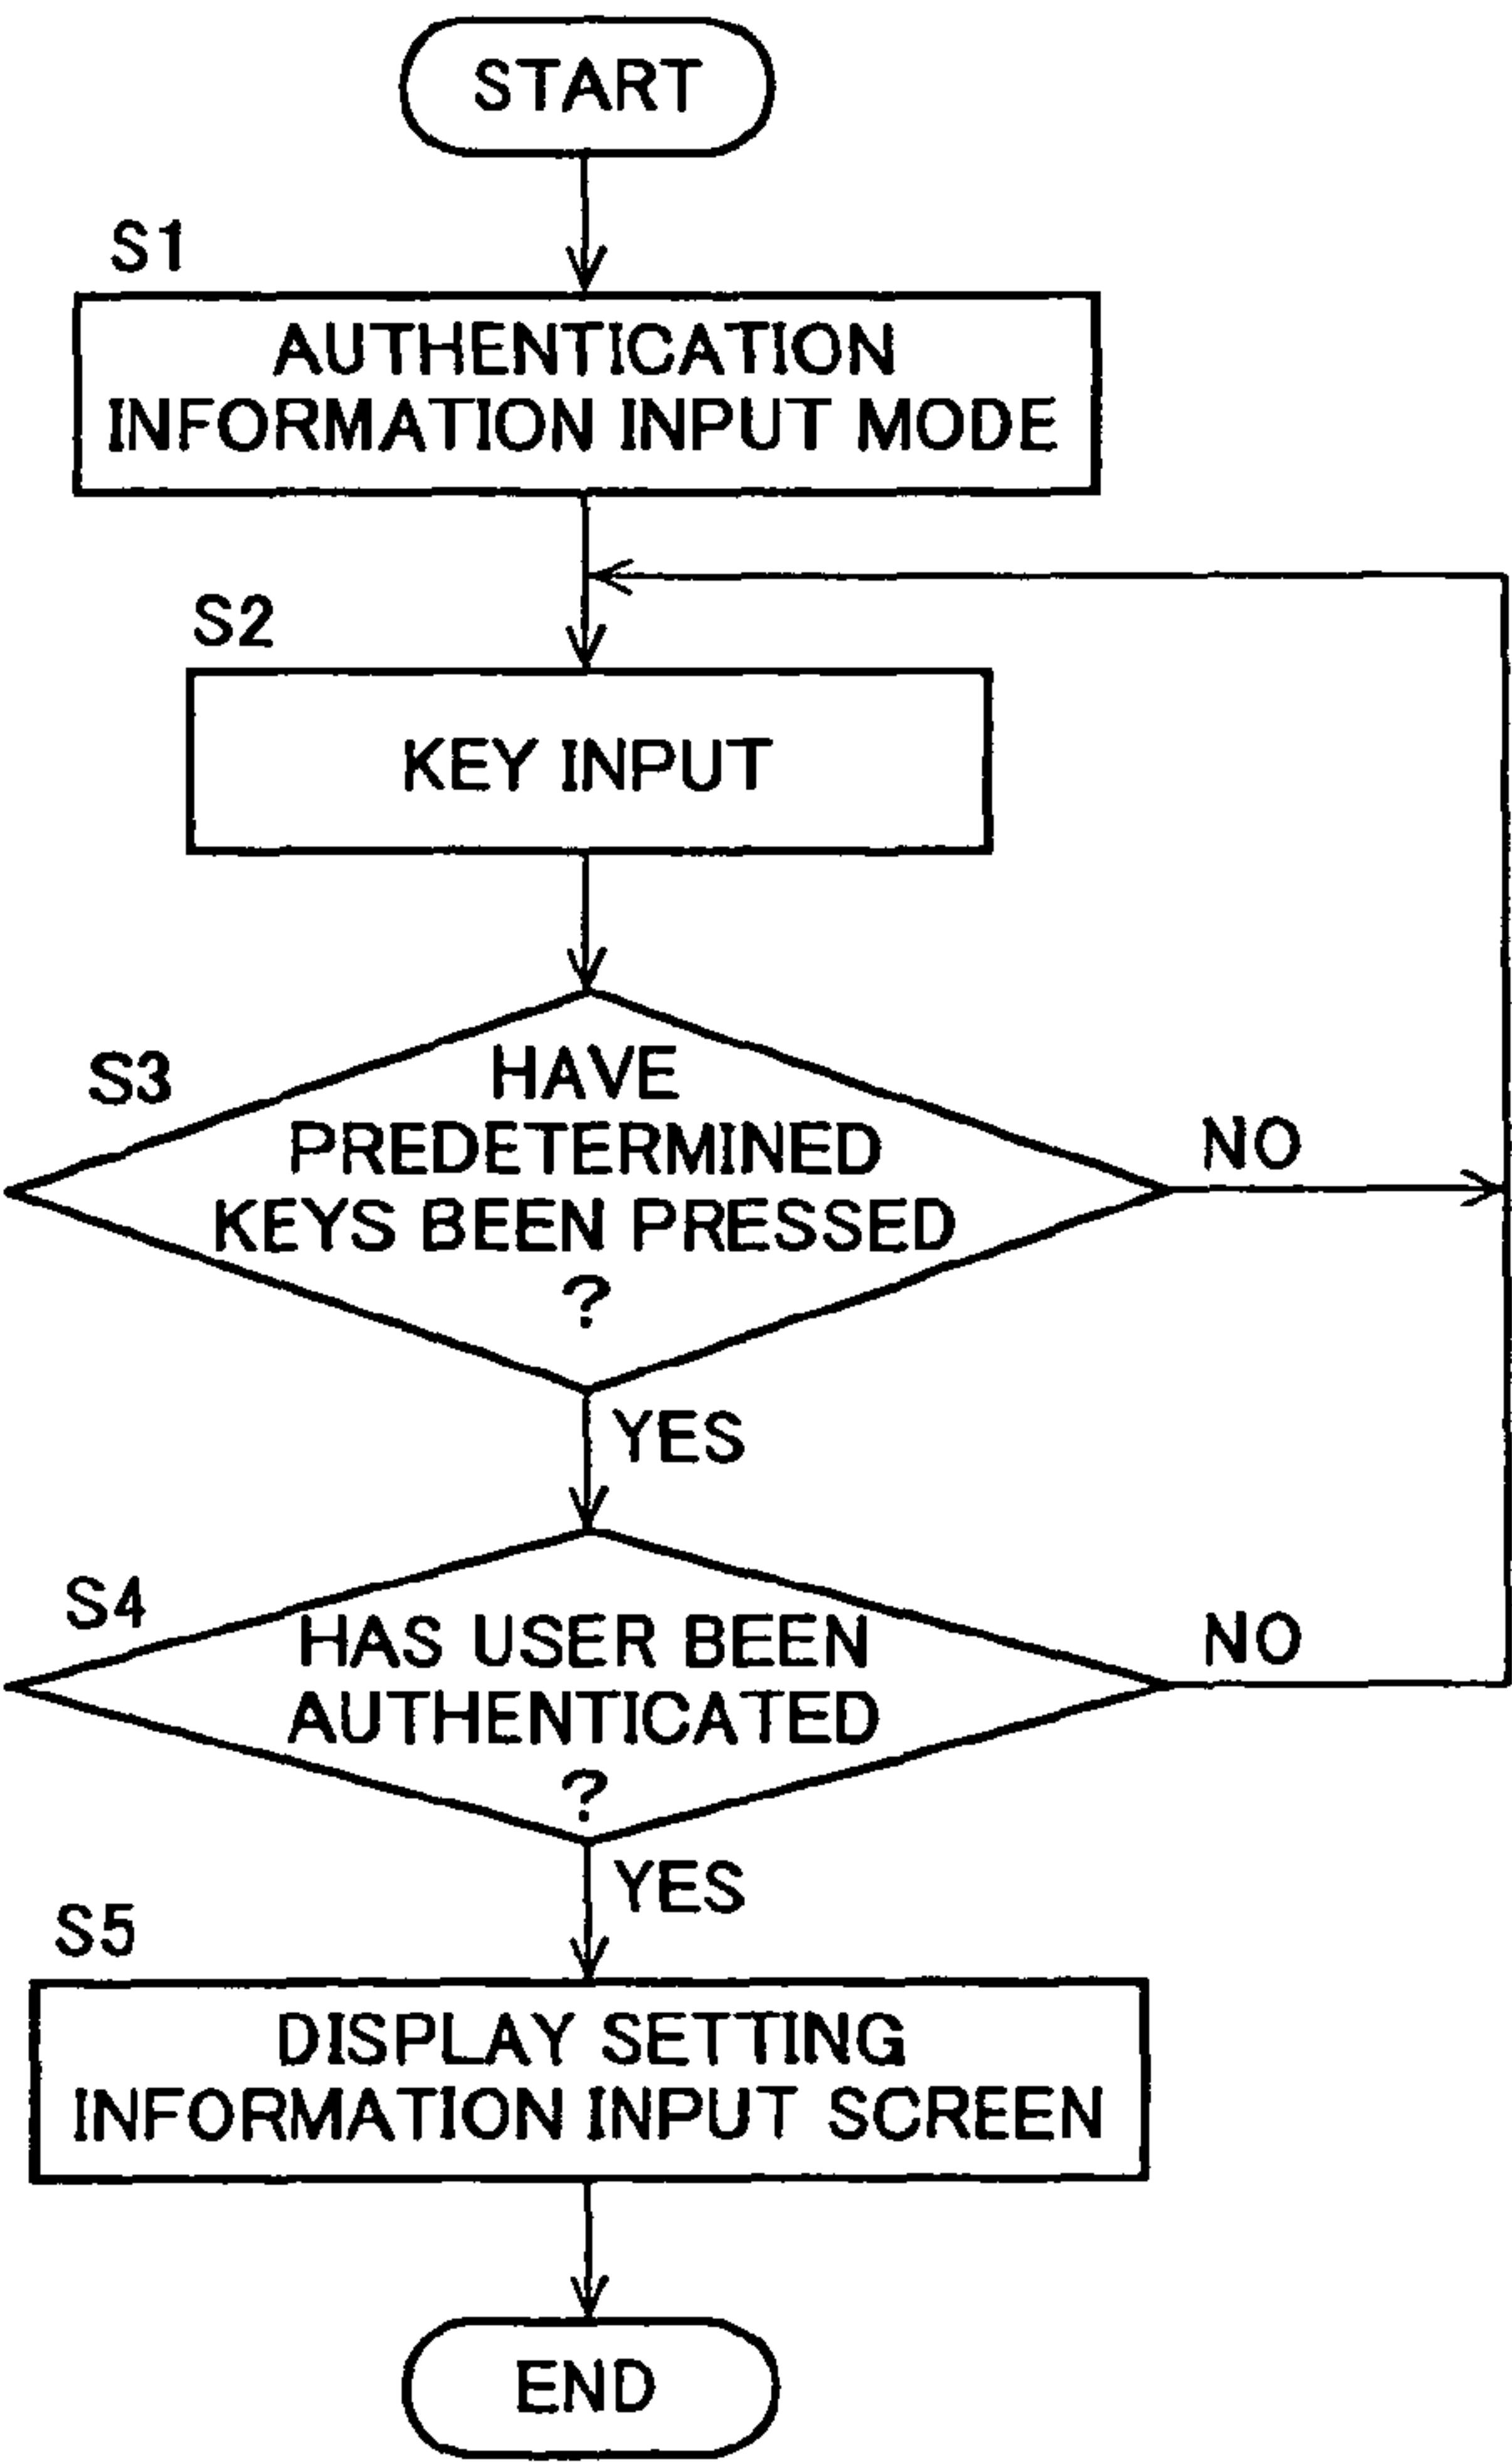 START
S1
AUTHENTICATION
INFORMATION INPUT MODE
S2
KEY INPUT
S3
HAVE
PREDETERMINED
KEYS BEEN PRESSED
?
NO
YES
S4
HAS USER BEEN
AUTHENTICATED
?
NO
YES
S5
DISPLAY SETTING
INFORMATION INPUT SCREEN
END